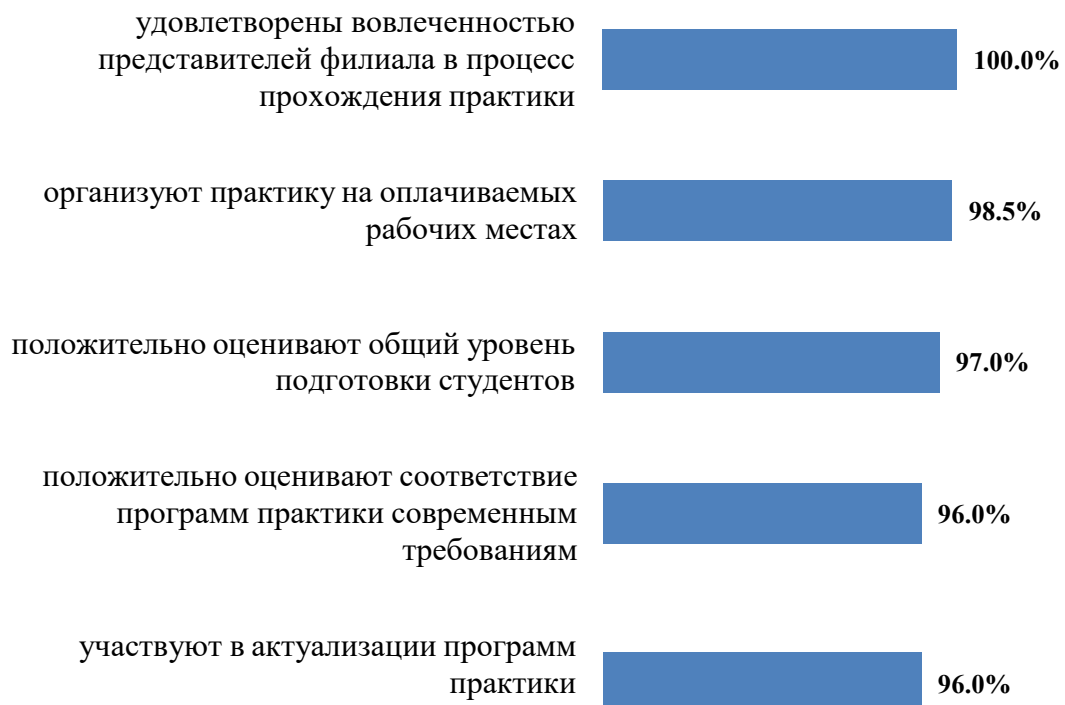 удовлетворены вовлеченностью
представителей филиала в процесс
прохождения практики
100.0%
организуют практику на оплачиваемых
рабочих местах
98.5%
положительно оценивают общий уровень
подготовки студентов
97.0%
положительно оценивают соответствие
программ практики современным
требованиям
96.0%
участвуют в актуализации программ
практики
96.0%